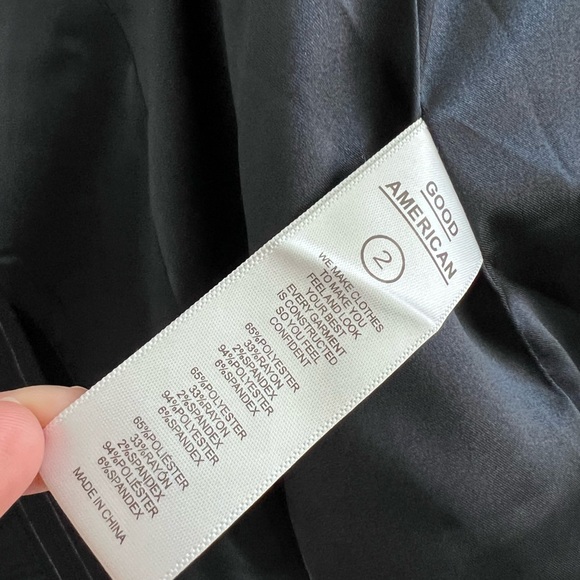 GOOD
AMERICAN
2
WE MAKE CLOTHES
TO MAKE YOU
FEEL AND LOOK
YOUR BEST
EVERY GARMENT
IS CONSTRUCTED
SO YOU FEEL
CONFIDENT
65%POLYESTER
33%RAYON
2%SPANDEX
94%POLYESTER
6%SPANDEX
65%POLYESTER
33%RAYON
2%SPANDEX
94%POLYESTER
6%SPANDEX
65%POLIÉSTER
33%RAYÓN
2%SPANDEX
94%POLIÉSTER
6%SPANDEX
MADE IN CHINA